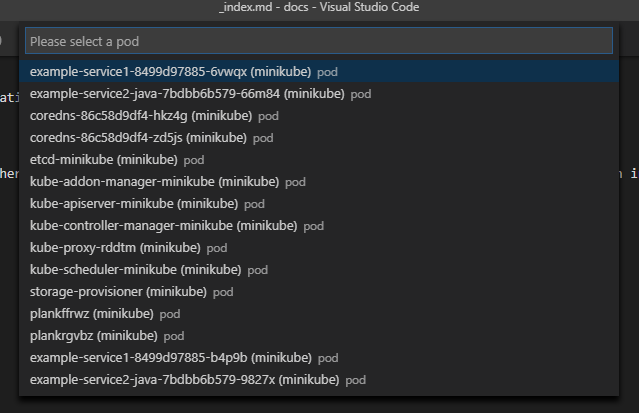 _index.md - docs - Visual Studio Code
Please select a pod
example-service1-8499d97885-6vwqx (minikube) pod
ati
example-service2-java-7bdbb6b579-66m84 (minikube) pod
coredns-86c58d9df4-hkz4g (minikube) pod
coredns-86c58d9df4-zd5js (minikube) pod
etcd-minikube (minikube) pod
her
kube-addon-manager-minikube (minikube) pod
kube-apiserver-minikube (minikube) pod
kube-controller-manager-minikube (minikube) pod
kube-proxy-rddtm (minikube) pod
kube-scheduler-minikube (minikube) pod
storage-provisioner (minikube) pod
plankffrwz (minikube) pod
plankrgvbz (minikube) pod
example-service1-8499d97885-b4p9b (minikube) pod
example-service2-java-7bdbb6b579-9827x (minikube) pod